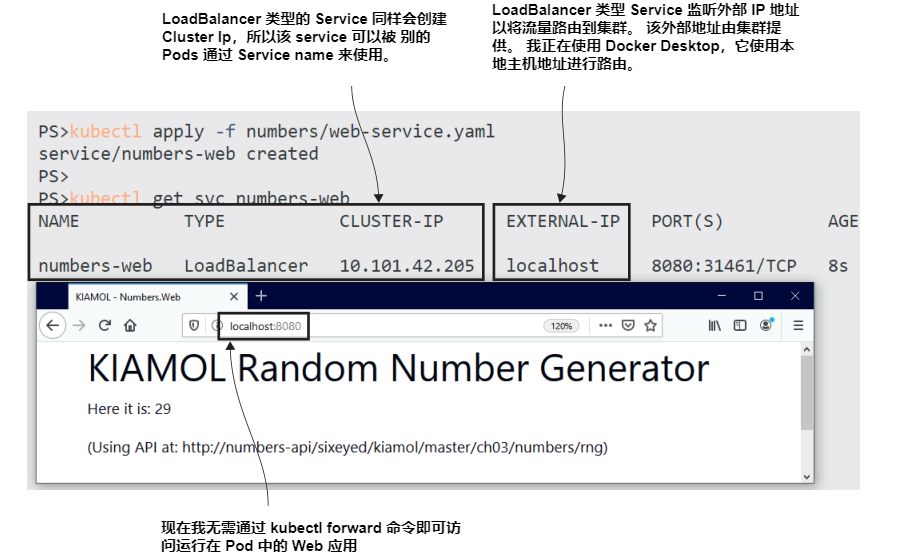 LoadBalancer 类型的 Service 同样会创建
Cluster Ip，所以该 service 可以被 别的
Pods 通过 Service name 来使用。
LoadBalancer 类型 Service 监听外部 IP 地址
以将流量路由到集群。 该外部地址由集群提
供。 我正在使用 Docker Desktop，它使用本
地主机地址进行路由。
PS>kubectl apply -f numbers/web-service.yaml
service/numbers-web created
PS>
PS>kubectl get svc numbers-web
NAME TYPE CLUSTER-IP EXTERNAL-IP PORT(S) AGE
numbers-web LoadBalancer 10.101.42.205 localhost 8080:31461/TCP 8s
KIAMOL - Numbers.Web
localhost:8080 120%
KIAMOL Random Number Generator
Here it is: 29
(Using API at: http://numbers-api/sixeyed/kiamol/master/ch03/numbers/rng)
现在我无需通过 kubectl forward 命令即可访
问运行在 Pod 中的 Web 应用